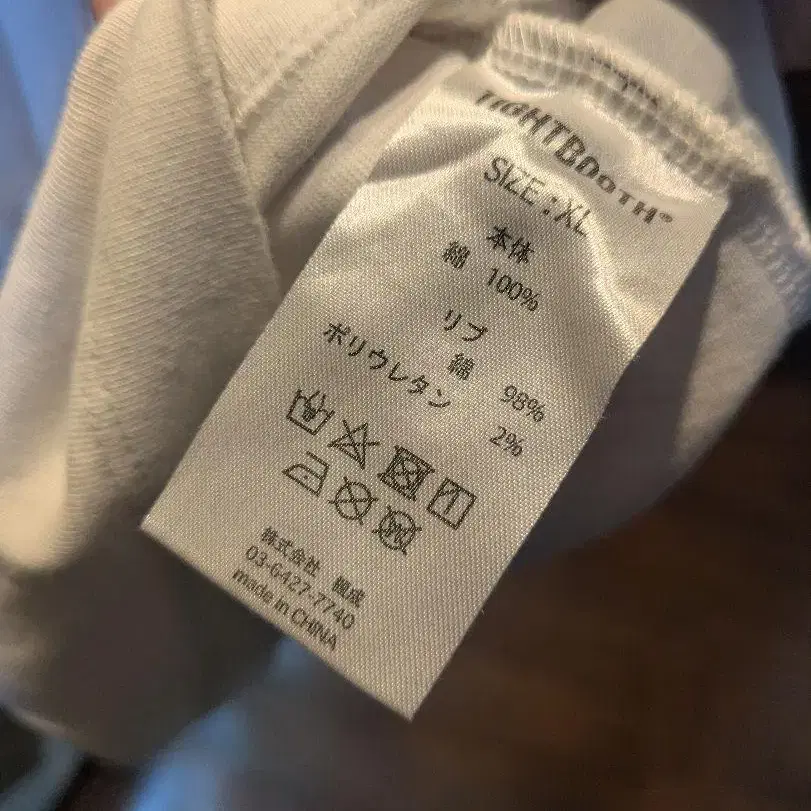 TIGHTBOOTH®
SIZE : XL
本体
綿 100%
リブ
綿 98%
ポリウレタン 2%
株式会社
03-6427-7740
made in CHINA